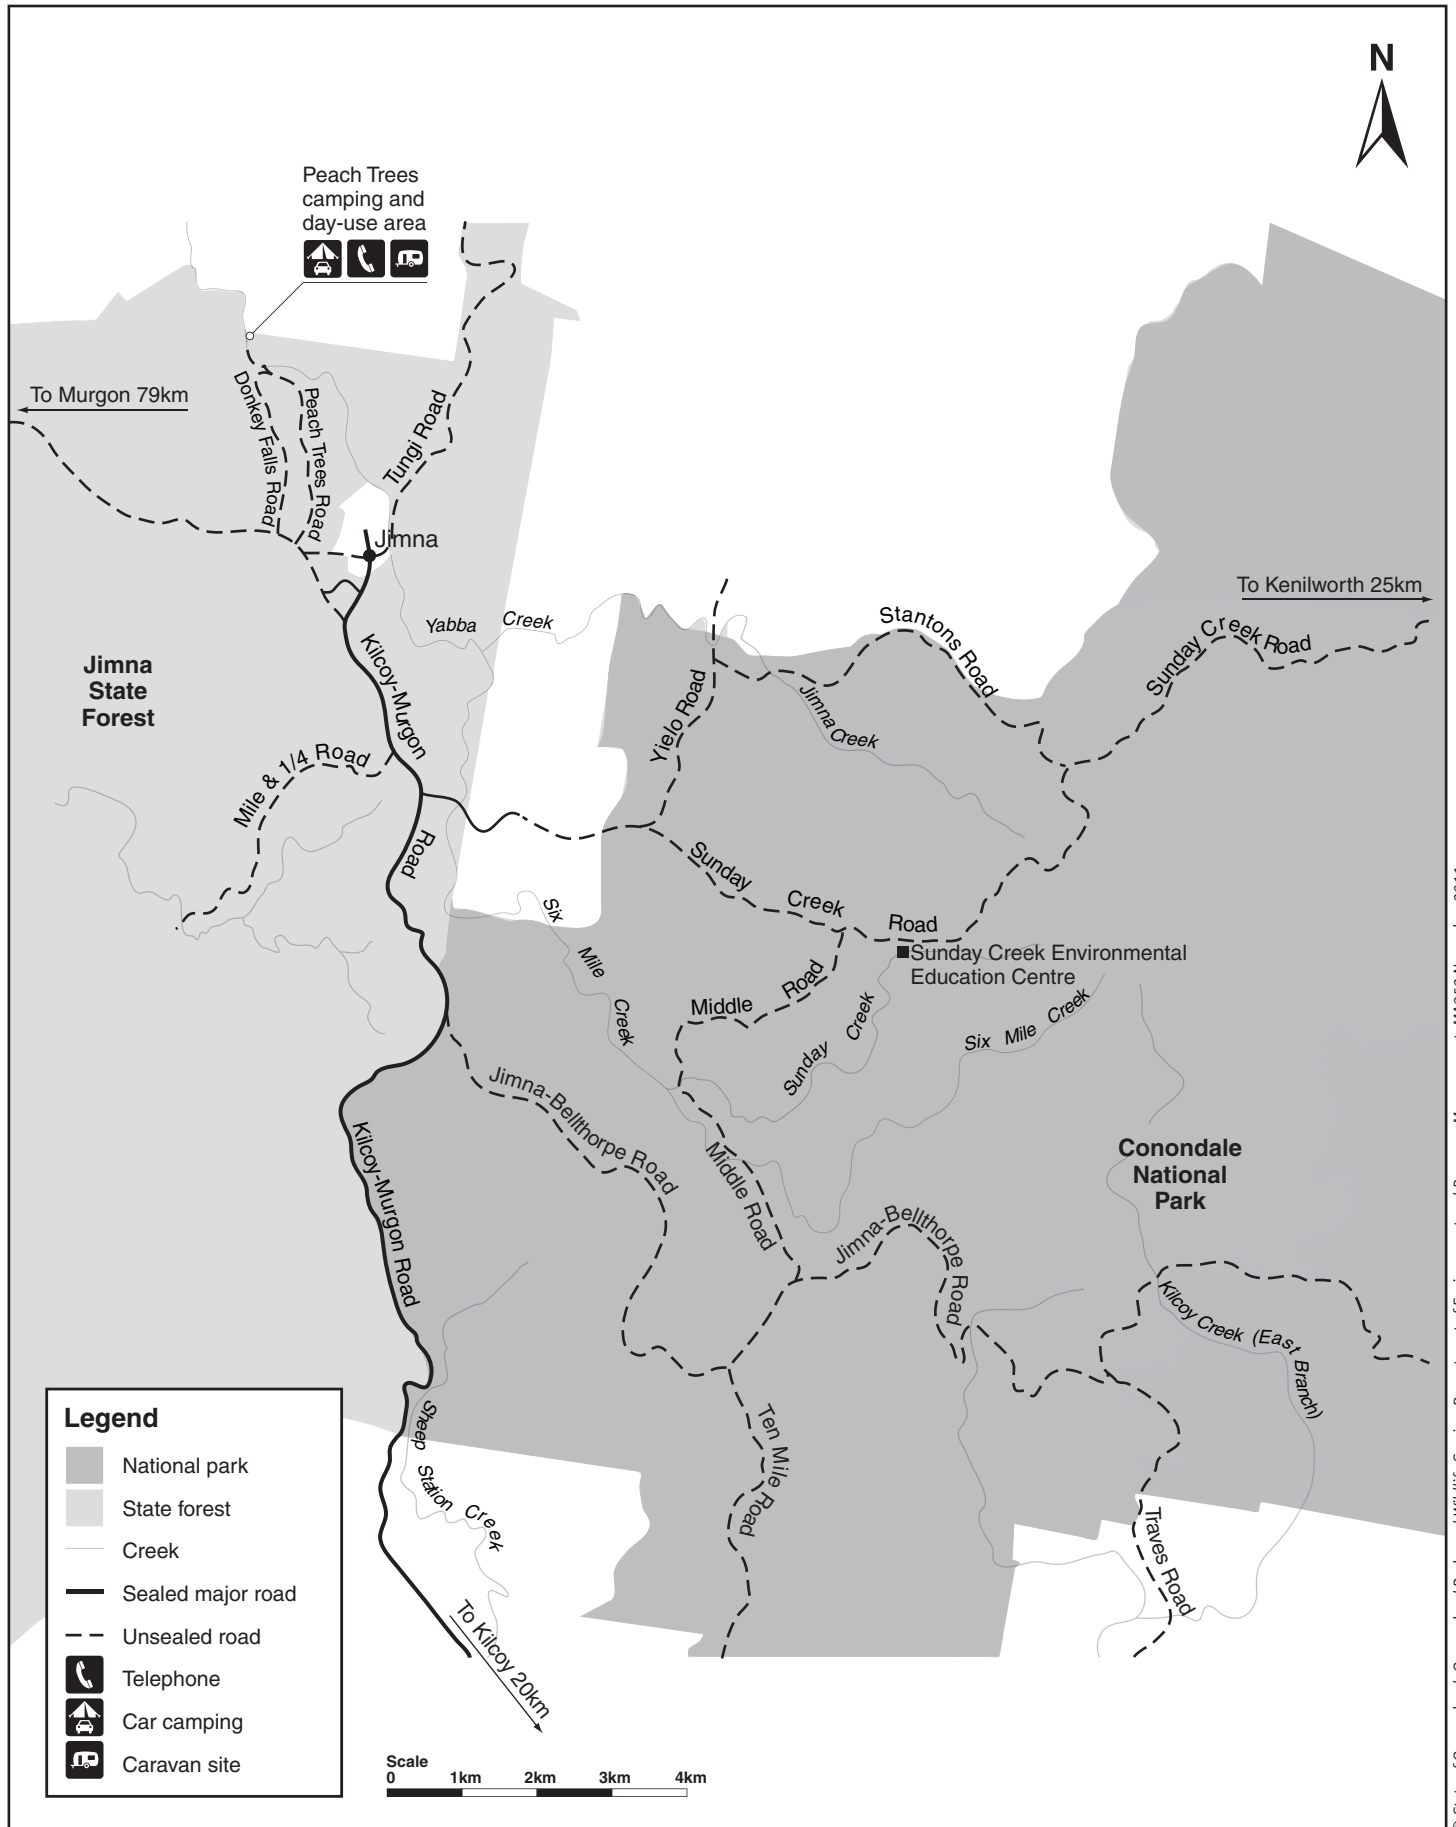 N
Peach Trees
camping and
day-use area
To Murgon 79km
Donkey Falls Road
Peach Trees Road
Tungi Road
Jimna
To Kenilworth 25km
Yabba Creek
Stantons Road
Sunday Creek Road
Jimna
State
Forest
Kilcoy-Murgon
Road
Yielo Road
Jimna Creek
Mile & 1/4 Road
Sunday Creek Road
Six Mile Creek
Sunday Creek Environmental
Education Centre
Middle Road
Sunday Creek
Six Mile Creek
Jimna-Bellthorpe Road
Kilcoy-Murgon Road
Middle Road
Conondale
National
Park
Jimna-Bellthorpe Road
Kilcoy Creek (East Branch)
Sheep Station Creek
Ten Mile Road
Traves Road
To Kilcoy 20km
Legend
National park
State forest
Creek
Sealed major road
Unsealed road
Telephone
Car camping
Caravan site
Scale
0 1km 2km 3km 4km